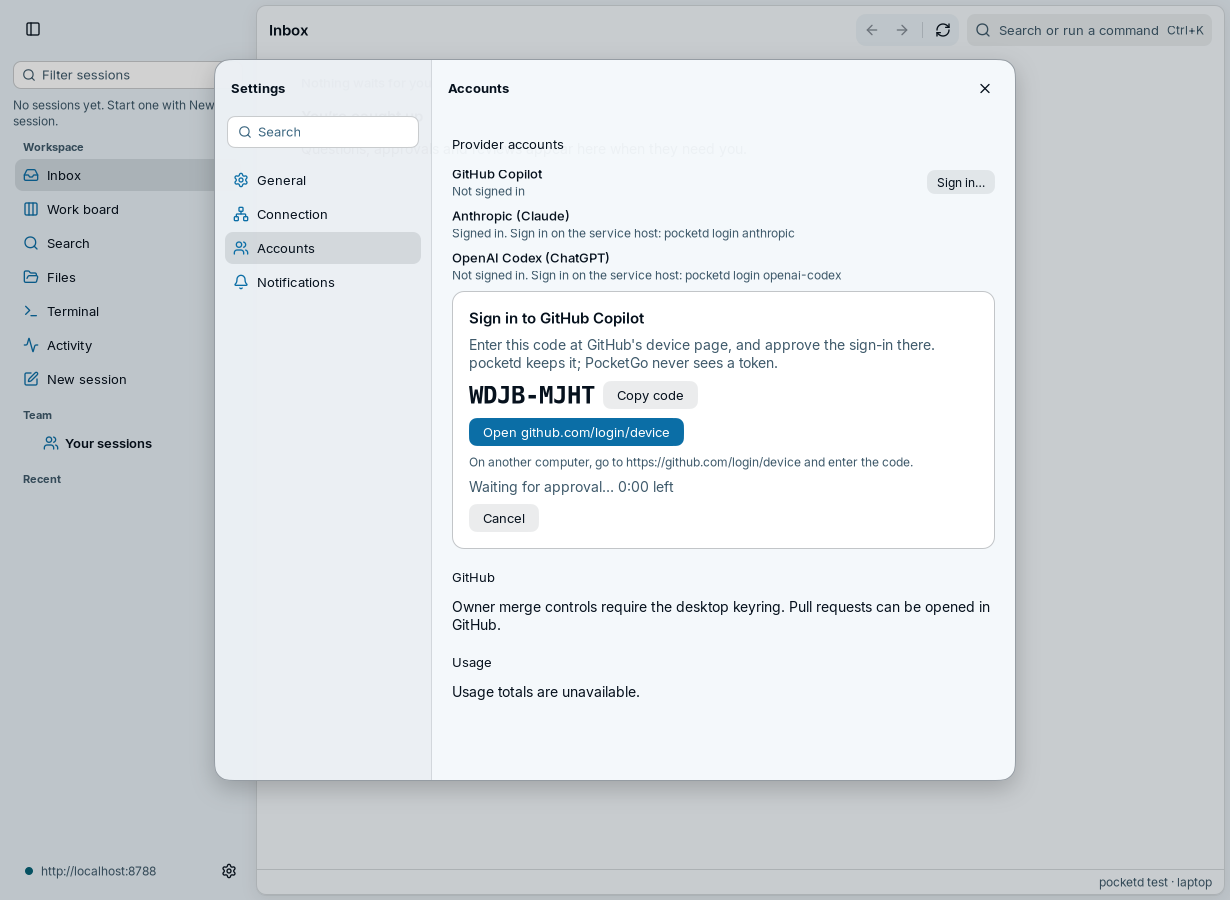 Inbox
Search or run a command Ctrl+K
Filter sessions
No sessions yet. Start one with New
session.
Workspace
Inbox
Work board
Search
Files
Terminal
Activity
New session
Team
Your sessions
Recent
http://localhost:8788
Settings
Search
General
Connection
Accounts
Notifications
Accounts
Provider accounts
GitHub Copilot
Not signed in
Sign in...
Anthropic (Claude)
Signed in. Sign in on the service host: pocketd login anthropic
OpenAI Codex (ChatGPT)
Not signed in. Sign in on the service host: pocketd login openai-codex
Sign in to GitHub Copilot
Enter this code at GitHub's device page, and approve the sign-in there.
pocketd keeps it; PocketGo never sees a token.
WDJB-MJHT Copy code
Open github.com/login/device
On another computer, go to https://github.com/login/device and enter the code.
Waiting for approval... 0:00 left
Cancel
GitHub
Owner merge controls require the desktop keyring. Pull requests can be opened in
GitHub.
Usage
Usage totals are unavailable.
pocketd test · laptop